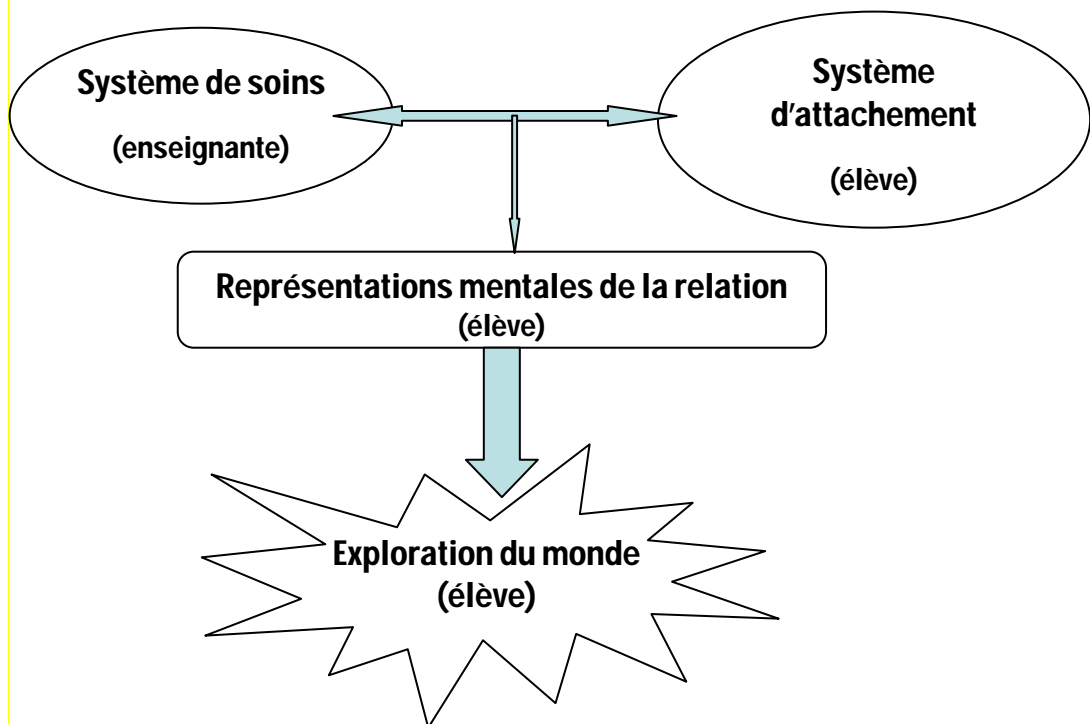 Système de soins
(enseignante)
Système
d'attachement
(élève)
Représentations mentales de la relation
(élève)
Exploration du monde
(élève)